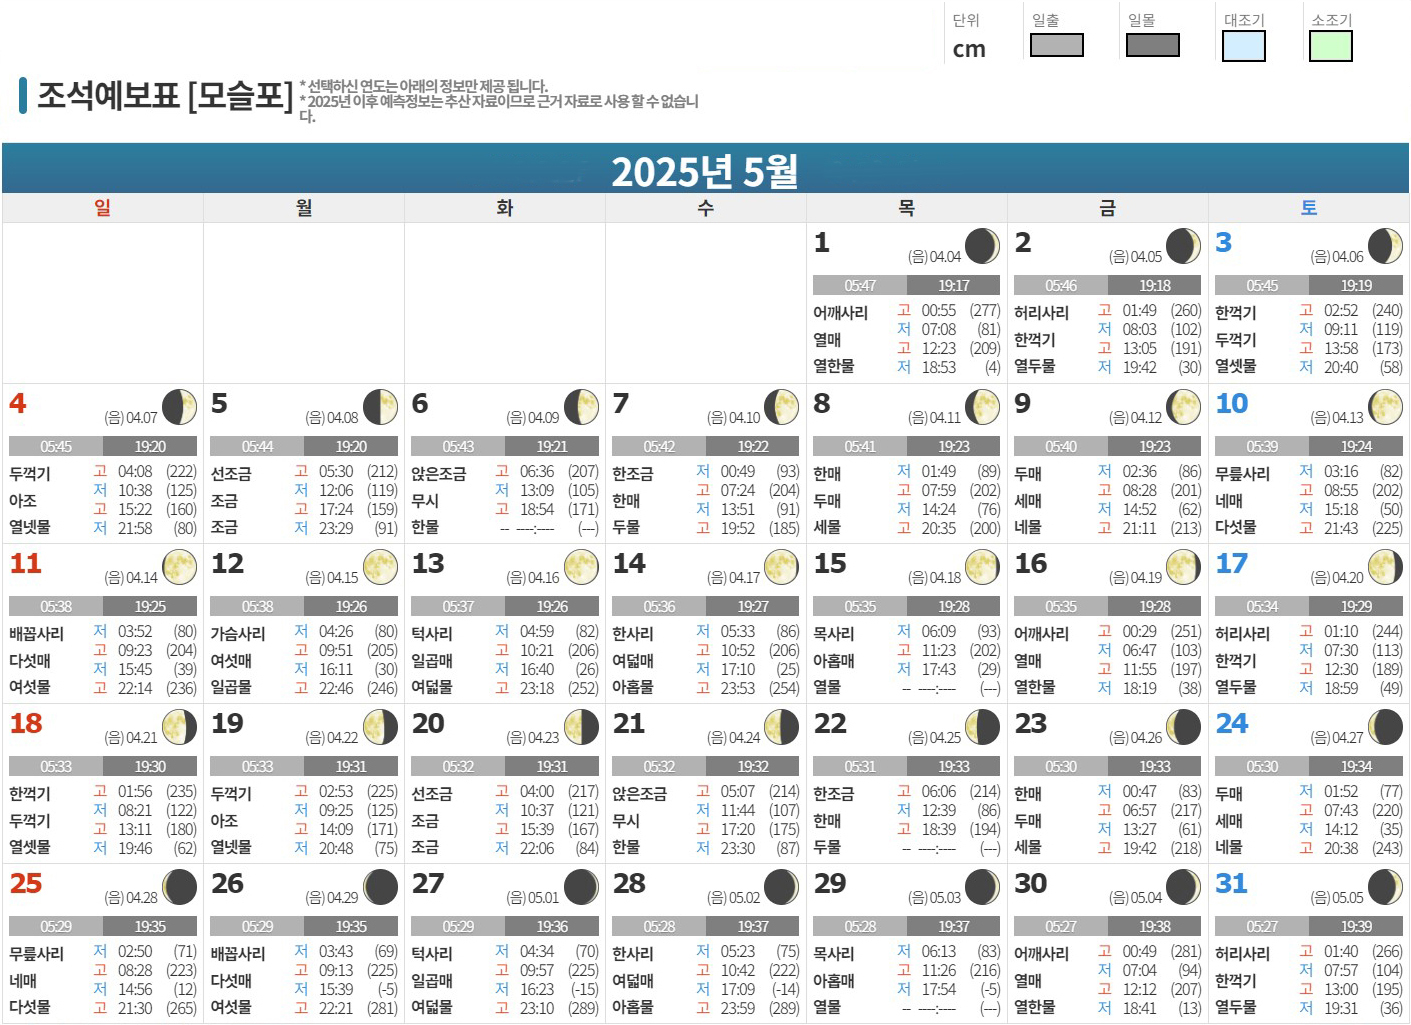 단위 일출 일몰 대조기 소조기
cm
조석예보표 [모슬포]
* 선택하신 연도는 아래의 정보만 제공 됩니다.
* 2025년 이후 예측정보는 추산 자료이므로 근거 자료로 사용 할 수 없습니
다.
2025년 5월
일 월 화 수 목 금 토
1 (음) 04.04
05:47 19:17
어깨사리 열매 열한물
고 00:55 (277)
저 07:08 (81)
고 12:23 (209)
저 18:53 (4)
2 (음) 04.05
05:46 19:18
허리사리 한꺽기 열두물
고 01:49 (260)
저 08:03 (102)
고 13:05 (191)
저 19:42 (30)
3 (음) 04.06
05:45 19:19
한꺽기 두꺽기 열셋물
고 02:52 (240)
저 09:11 (119)
고 13:58 (173)
저 20:40 (58)
4 (음) 04.07
05:45 19:20
두꺽기 아조 열넷물
고 04:08 (222)
저 10:38 (125)
고 15:22 (160)
저 21:58 (80)
5 (음) 04.08
05:44 19:20
선조금 조금 조금
고 05:30 (212)
저 12:06 (119)
고 17:24 (159)
저 23:29 (91)
6 (음) 04.09
05:43 19:21
앉은조금 무시 한물
고 06:36 (207)
저 13:09 (105)
고 18:54 (171)
-- ----:---- (---)
7 (음) 04.10
05:42 19:22
한조금 한매 두물
저 00:49 (93)
고 07:24 (204)
저 13:51 (91)
고 19:52 (185)
8 (음) 04.11
05:41 19:23
한매 두매 세물
저 01:49 (89)
고 07:59 (202)
저 14:24 (76)
고 20:35 (200)
9 (음) 04.12
05:40 19:23
두매 세매 네물
저 02:36 (86)
고 08:28 (201)
저 14:52 (62)
고 21:11 (213)
10 (음) 04.13
05:39 19:24
무릎사리 네매 다섯물
저 03:16 (82)
고 08:55 (202)
저 15:18 (50)
고 21:43 (225)
11 (음) 04.14
05:38 19:25
배꼽사리 다섯매 여섯물
저 03:52 (80)
고 09:23 (204)
저 15:45 (39)
고 22:14 (236)
12 (음) 04.15
05:38 19:26
가슴사리 여섯매 일곱물
저 04:26 (80)
고 09:51 (205)
저 16:11 (30)
고 22:46 (246)
13 (음) 04.16
05:37 19:26
턱사리 일곱매 여덟물
저 04:59 (82)
고 10:21 (206)
저 16:40 (26)
고 23:18 (252)
14 (음) 04.17
05:36 19:27
한사리 여덟매 아홉물
저 05:33 (86)
고 10:52 (206)
저 17:10 (25)
고 23:53 (254)
15 (음) 04.18
05:35 19:28
목사리 아홉매 열물
저 06:09 (93)
고 11:23 (202)
저 17:43 (29)
-- ----:---- (---)
16 (음) 04.19
05:35 19:28
어깨사리 열매 열한물
고 00:29 (251)
저 06:47 (103)
고 11:55 (197)
저 18:19 (38)
17 (음) 04.20
05:34 19:29
허리사리 한꺽기 열두물
고 01:10 (244)
저 07:30 (113)
고 12:30 (189)
저 18:59 (49)
18 (음) 04.21
05:33 19:30
한꺽기 두꺽기 열셋물
고 01:56 (235)
저 08:21 (122)
고 13:11 (180)
저 19:46 (62)
19 (음) 04.22
05:33 19:31
두꺽기 아조 열넷물
고 02:53 (225)
저 09:25 (125)
고 14:09 (171)
저 20:48 (75)
20 (음) 04.23
05:32 19:31
선조금 조금 조금
고 04:00 (217)
저 10:37 (121)
고 15:39 (167)
저 22:06 (84)
21 (음) 04.24
05:32 19:32
앉은조금 무시 한물
고 05:07 (214)
저 11:44 (107)
고 17:20 (175)
저 23:30 (87)
22 (음) 04.25
05:31 19:33
한조금 한매 두물
고 06:06 (214)
저 12:39 (86)
고 18:39 (194)
-- ----:---- (---)
23 (음) 04.26
05:30 19:33
한매 두매 세물
저 00:47 (83)
고 06:57 (217)
저 13:27 (61)
고 19:42 (218)
24 (음) 04.27
05:30 19:34
두매 세매 네물
저 01:52 (77)
고 07:43 (220)
저 14:12 (35)
고 20:38 (243)
25 (음) 04.28
05:29 19:35
무릎사리 네매 다섯물
저 02:50 (71)
고 08:28 (223)
저 14:56 (12)
고 21:30 (265)
26 (음) 04.29
05:29 19:35
배꼽사리 다섯매 여섯물
저 03:43 (69)
고 09:13 (225)
저 15:39 (-5)
고 22:21 (281)
27 (음) 05.01
05:29 19:36
턱사리 일곱매 여덟물
저 04:34 (70)
고 09:57 (225)
저 16:23 (-15)
고 23:10 (289)
28 (음) 05.02
05:28 19:37
한사리 여덟매 아홉물
저 05:23 (75)
고 10:42 (222)
저 17:09 (-14)
고 23:59 (289)
29 (음) 05.03
05:28 19:37
목사리 아홉매 열물
저 06:13 (83)
고 11:26 (216)
저 17:54 (-5)
-- ----:---- (---)
30 (음) 05.04
05:27 19:38
어깨사리 열매 열한물
고 00:49 (281)
저 07:04 (94)
고 12:12 (207)
저 18:41 (13)
31 (음) 05.05
05:27 19:39
허리사리 한꺽기 열두물
고 01:40 (266)
저 07:57 (104)
고 13:00 (195)
저 19:31 (36)